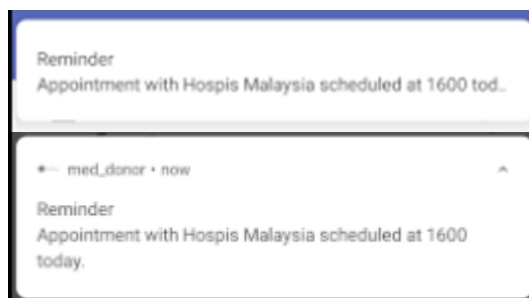 Reminder
Appointment with Hospis Malaysia scheduled at 1600 tod..
med_donor • now
Reminder
Appointment with Hospis Malaysia scheduled at 1600
today.